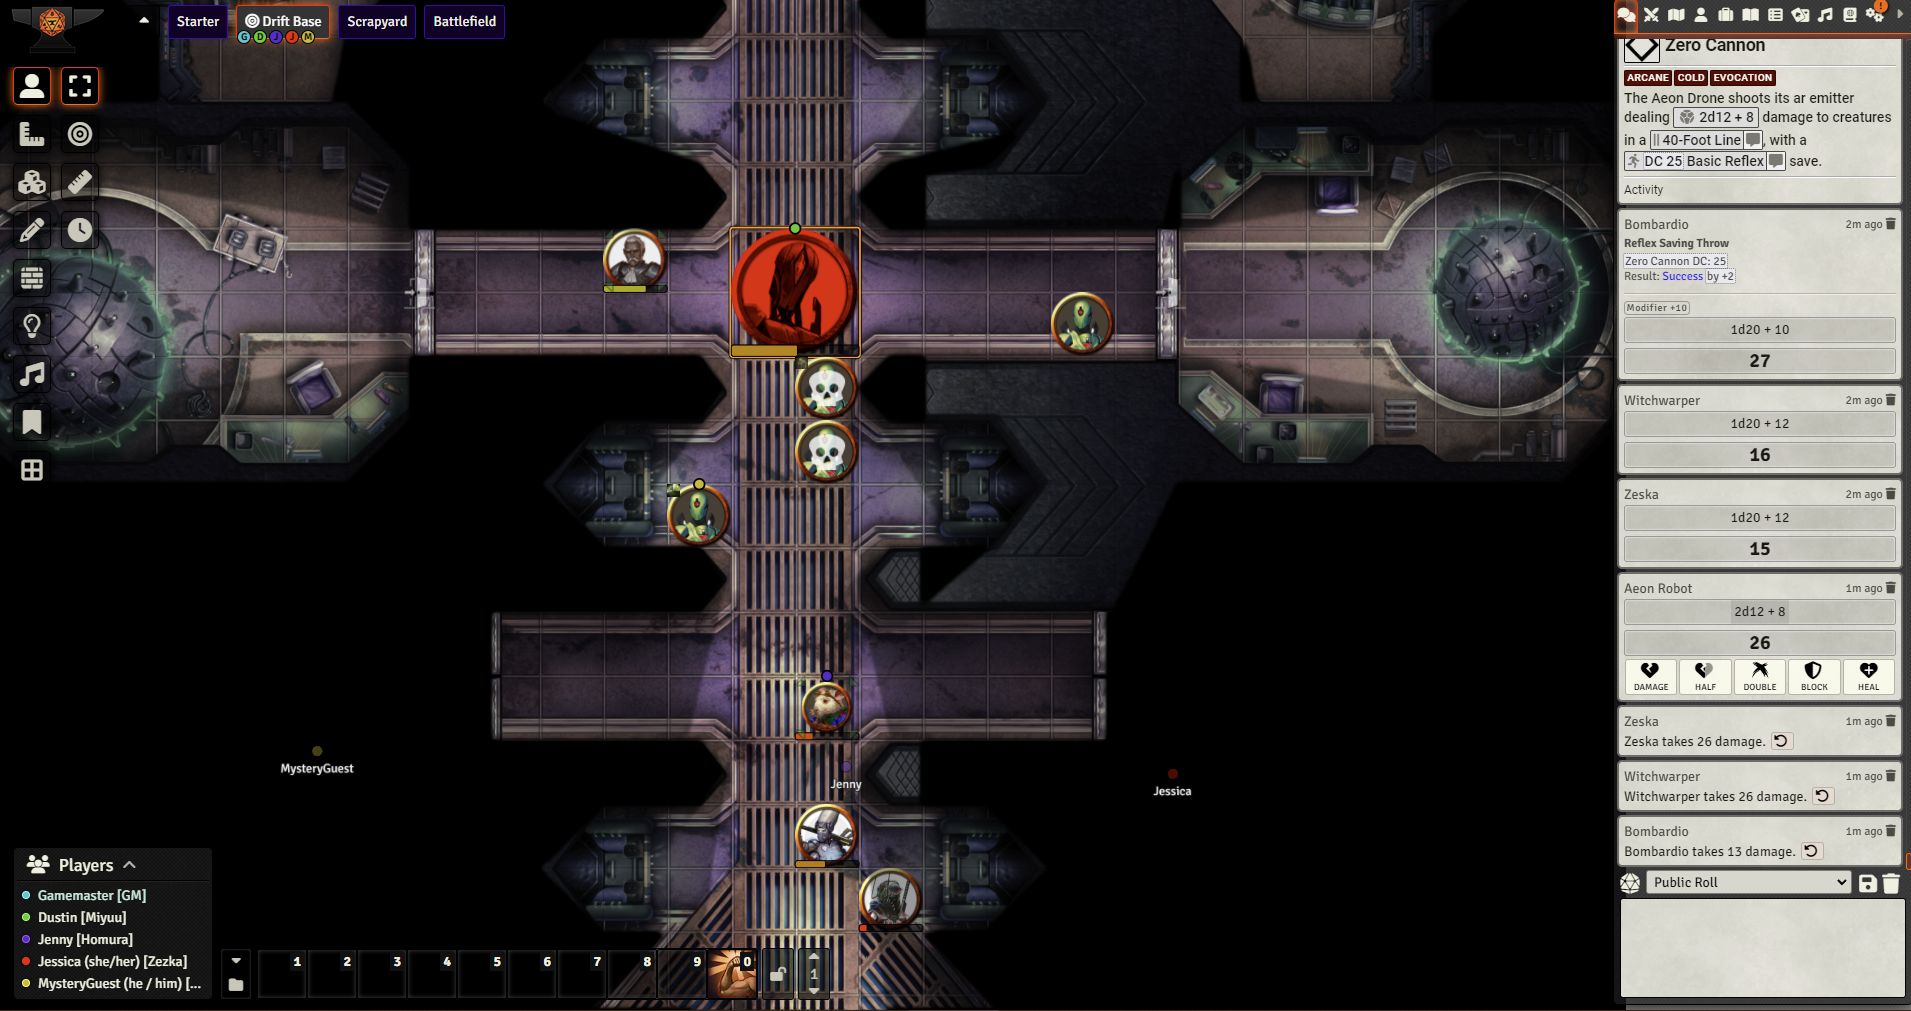 Starter
Drift Base
Scrapyard
Battlefield
G D J J M
Zero Cannon
ARCANE COLD EVOCATION
The Aeon Drone shoots its ar emitter
dealing 2d12 + 8 damage to creatures
in a 40-Foot Line , with a
DC 25 Basic Reflex save.
Activity
Bombardio 2m ago
Reflex Saving Throw
Zero Cannon DC: 25
Result: Success by +2
Modifier +10
1d20 + 10
27
Witchwarper 2m ago
1d20 + 12
16
Zeska 2m ago
1d20 + 12
15
Aeon Robot 1m ago
2d12 + 8
26
DAMAGE HALF DOUBLE BLOCK HEAL
Zeska 1m ago
Zeska takes 26 damage.
Witchwarper 1m ago
Witchwarper takes 26 damage.
Bombardio 1m ago
Bombardio takes 13 damage.
Public Roll
MysteryGuest
Jenny
Jessica
Players
Gamemaster [GM]
Dustin [Miyuu]
Jenny [Homura]
Jessica (she/her) [Zezka]
MysteryGuest (he / him) [...
1 2 3 4 5 6 7 8 9 0
1